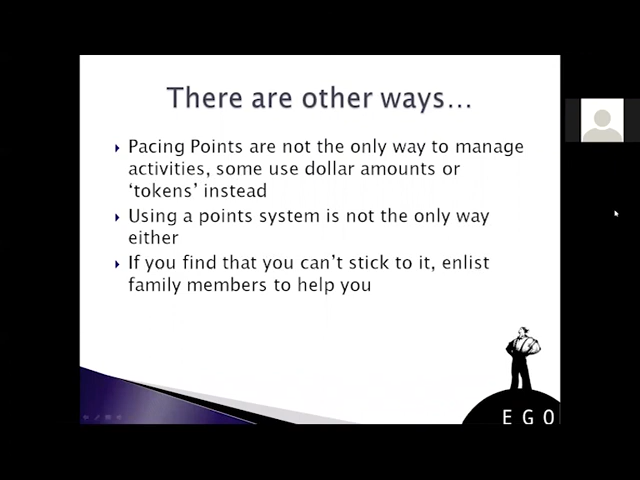 There are other ways...
Pacing Points are not the only way to manage
activities, some use dollar amounts or
‘tokens’ instead
Using a points system is not the only way
either
If you find that you can’t stick to it, enlist
family members to help you
EGO